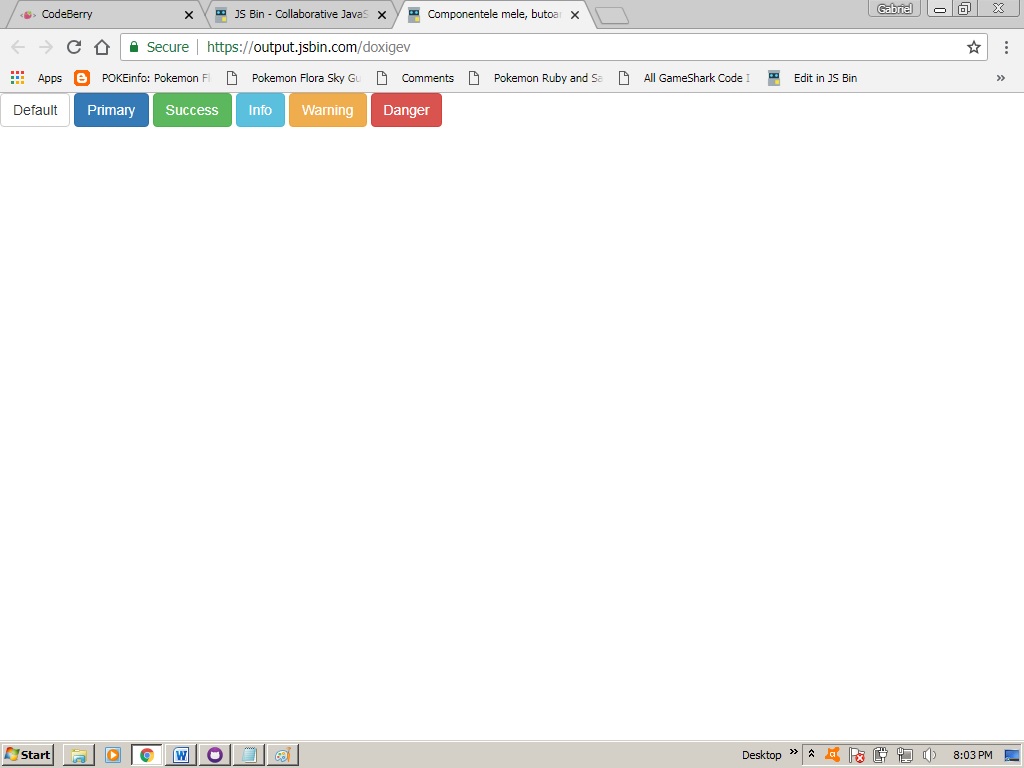 CodeBerry
JS Bin - Collaborative JavaS
Componentele mele, butoa
Gabriel
Secure
https://output.jsbin.com/doxigev
Apps
POKEinfo: Pokemon Fl
Pokemon Flora Sky Gu
Comments
Pokemon Ruby and Sa
All GameShark Code I
Edit in JS Bin
»
Default Primary Success Info Warning Danger
Start
Desktop »
8:03 PM